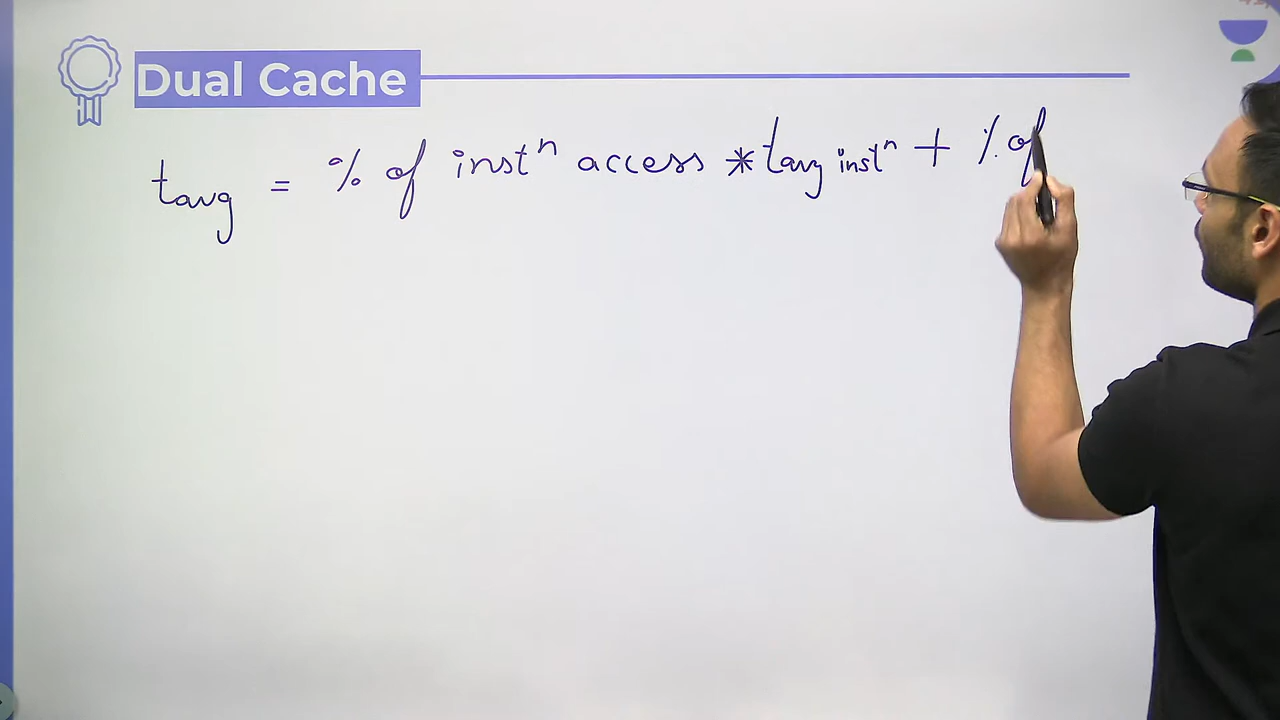 Dual Cache
tavg = % of instⁿ access * tavg instⁿ + % of